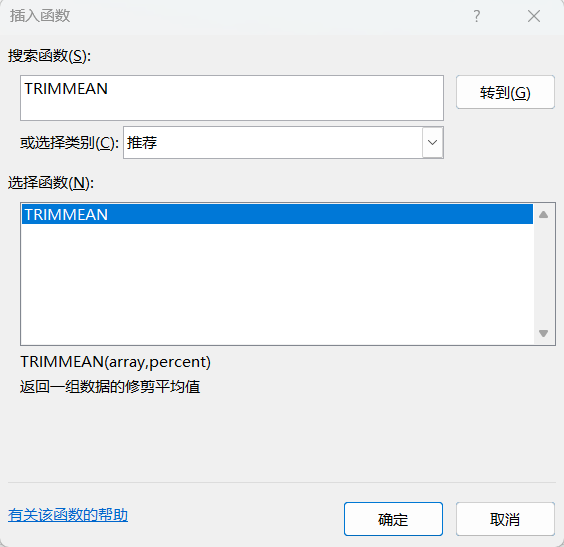 插入函数
?
搜索函数(S):
TRIMMEAN
转到(G)
或选择类别(C): 推荐
选择函数(N):
TRIMMEAN
TRIMMEAN(array,percent)
返回一组数据的修剪平均值
有关该函数的帮助
确定
取消